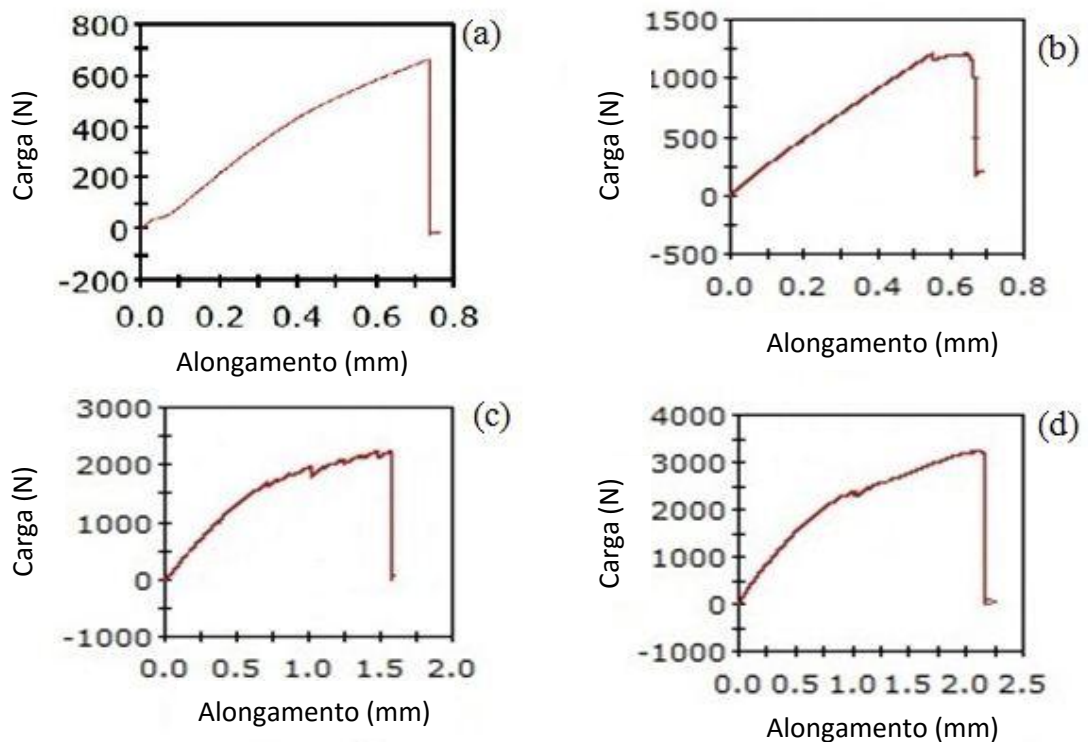 800
600
400
200
0
-200
Carga (N)
0.0 0.2 0.4 0.6 0.8
Alongamento (mm)
(a)
1500
1000
500
0
-500
Carga (N)
0.0 0.2 0.4 0.6 0.8
Alongamento (mm)
(b)
3000
2000
1000
0
-1000
Carga (N)
0.0 0.5 1.0 1.5 2.0
Alongamento (mm)
(c)
4000
3000
2000
1000
0
-1000
Carga (N)
0.0 0.5 1.0 1.5 2.0 2.5
Alongamento (mm)
(d)